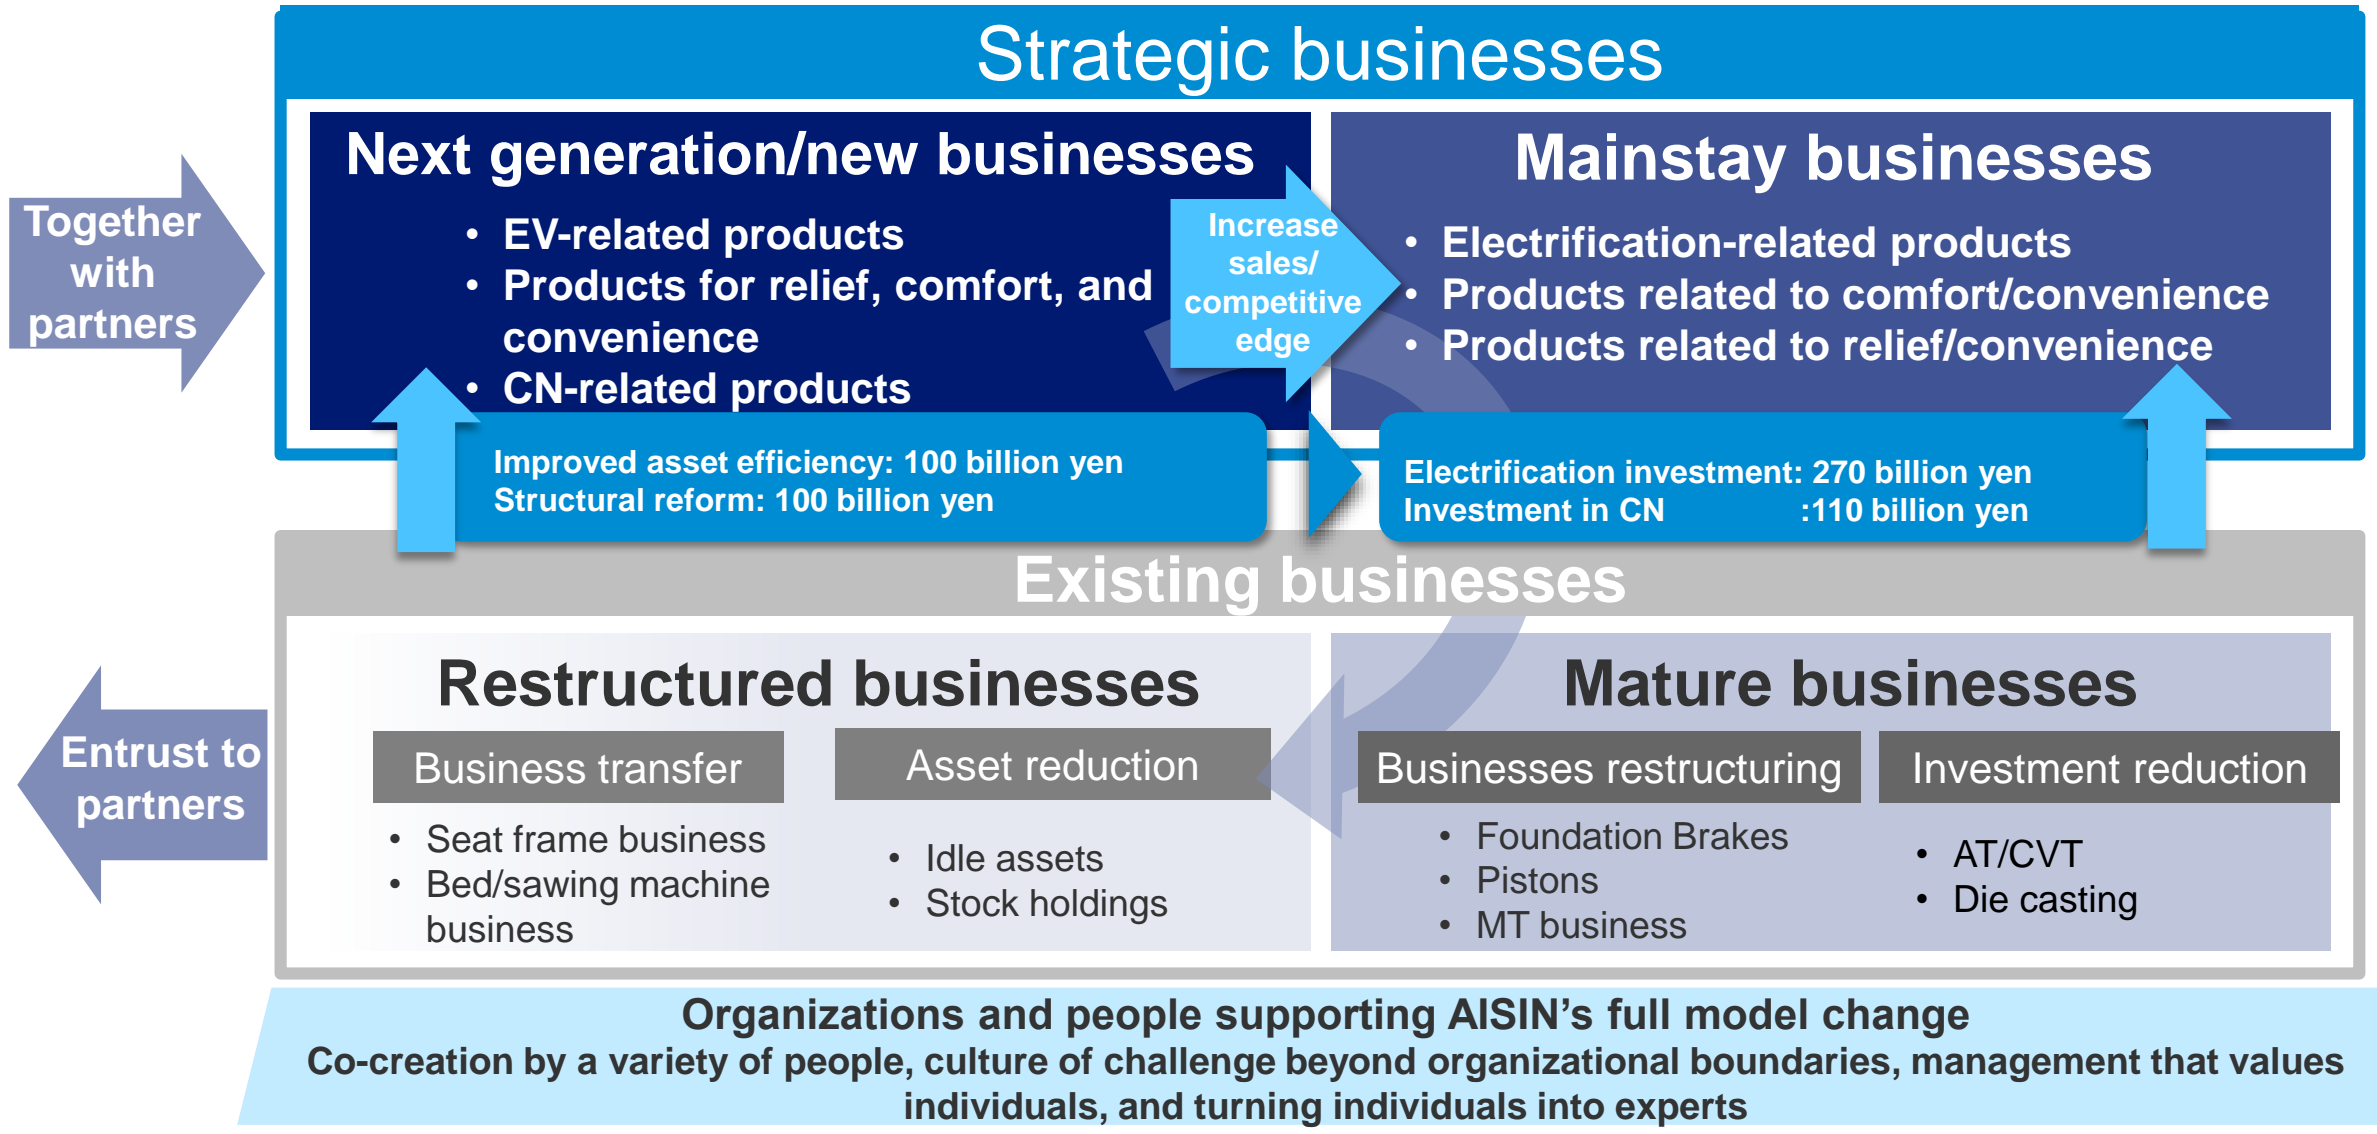 Strategic businesses
Together
with
partners
Next generation/new businesses
• EV-related products
• Products for relief, comfort, and
convenience
• CN-related products
Increase
sales/
competitive
edge
Mainstay businesses
• Electrification-related products
• Products related to comfort/convenience
• Products related to relief/convenience
Improved asset efficiency: 100 billion yen
Structural reform: 100 billion yen
Electrification investment: 270 billion yen
Investment in CN :110 billion yen
Existing businesses
Entrust to
partners
Restructured businesses
Business transfer
• Seat frame business
• Bed/sawing machine
business
Asset reduction
• Idle assets
• Stock holdings
Mature businesses
Businesses restructuring
• Foundation Brakes
• Pistons
• MT business
Investment reduction
• AT/CVT
• Die casting
Organizations and people supporting AISIN’s full model change
Co-creation by a variety of people, culture of challenge beyond organizational boundaries, management that values
individuals, and turning individuals into experts